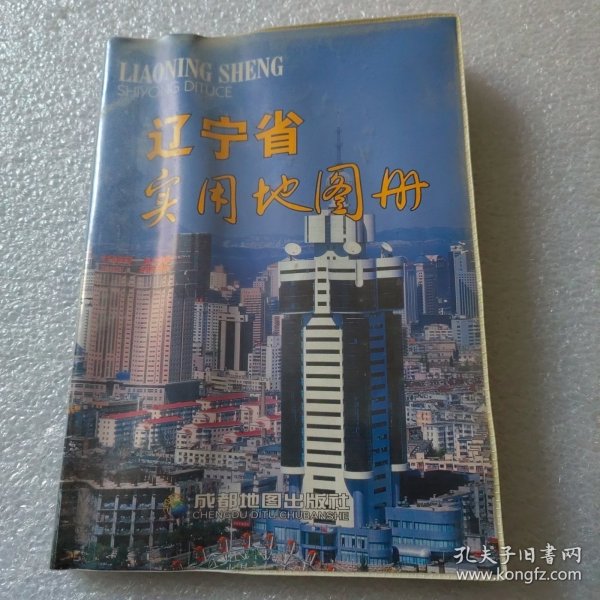 LIAONING SHENG
SHIYONG DITUCE
辽宁省
实用地图册
成都地图出版社
CHENGDU DITU CHUBANSHE
孔夫子旧书网
www.kongfz.com